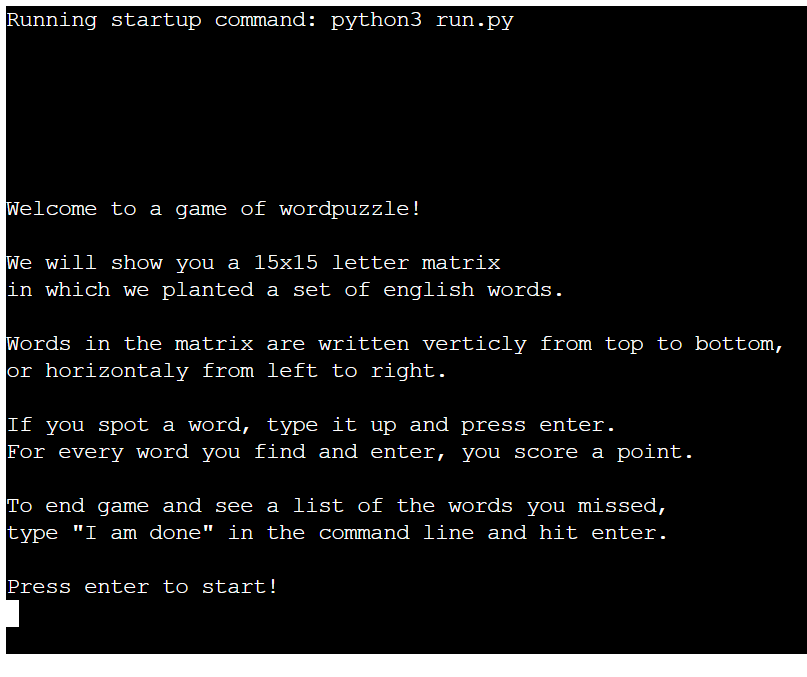 Running startup command: python3 run.py
Welcome to a game of wordpuzzle!
We will show you a 15x15 letter matrix
in which we planted a set of english words.
Words in the matrix are written verticly from top to bottom,
or horizontaly from left to right.
If you spot a word, type it up and press enter.
For every word you find and enter, you score a point.
To end game and see a list of the words you missed,
type "I am done" in the command line and hit enter.
Press enter to start!